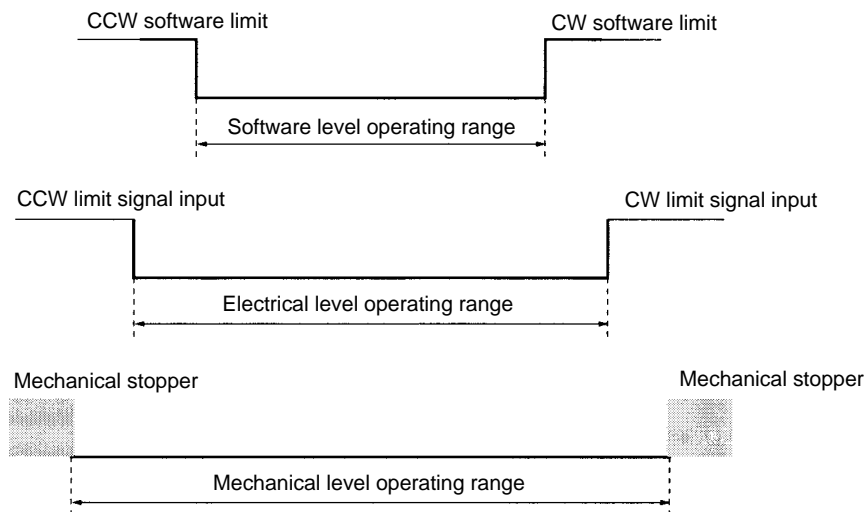 CCW software limit
CW software limit
Software level operating range
CCW limit signal input
CW limit signal input
Electrical level operating range
Mechanical stopper
Mechanical stopper
Mechanical level operating range